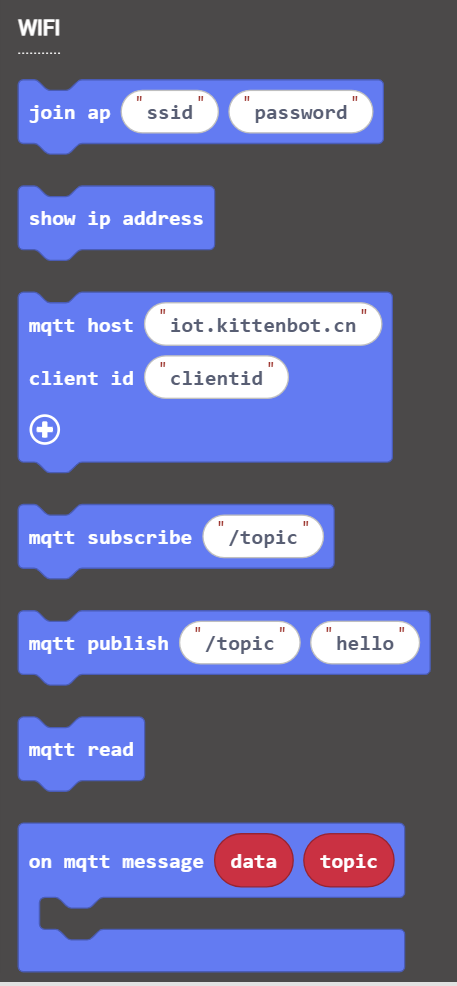 WIFI
join ap "ssid" "password"
show ip address
mqtt host "iot.kittenbot.cn"
client id "clientid"
mqtt subscribe "/topic"
mqtt publish "/topic" "hello"
mqtt read
on mqtt message data topic